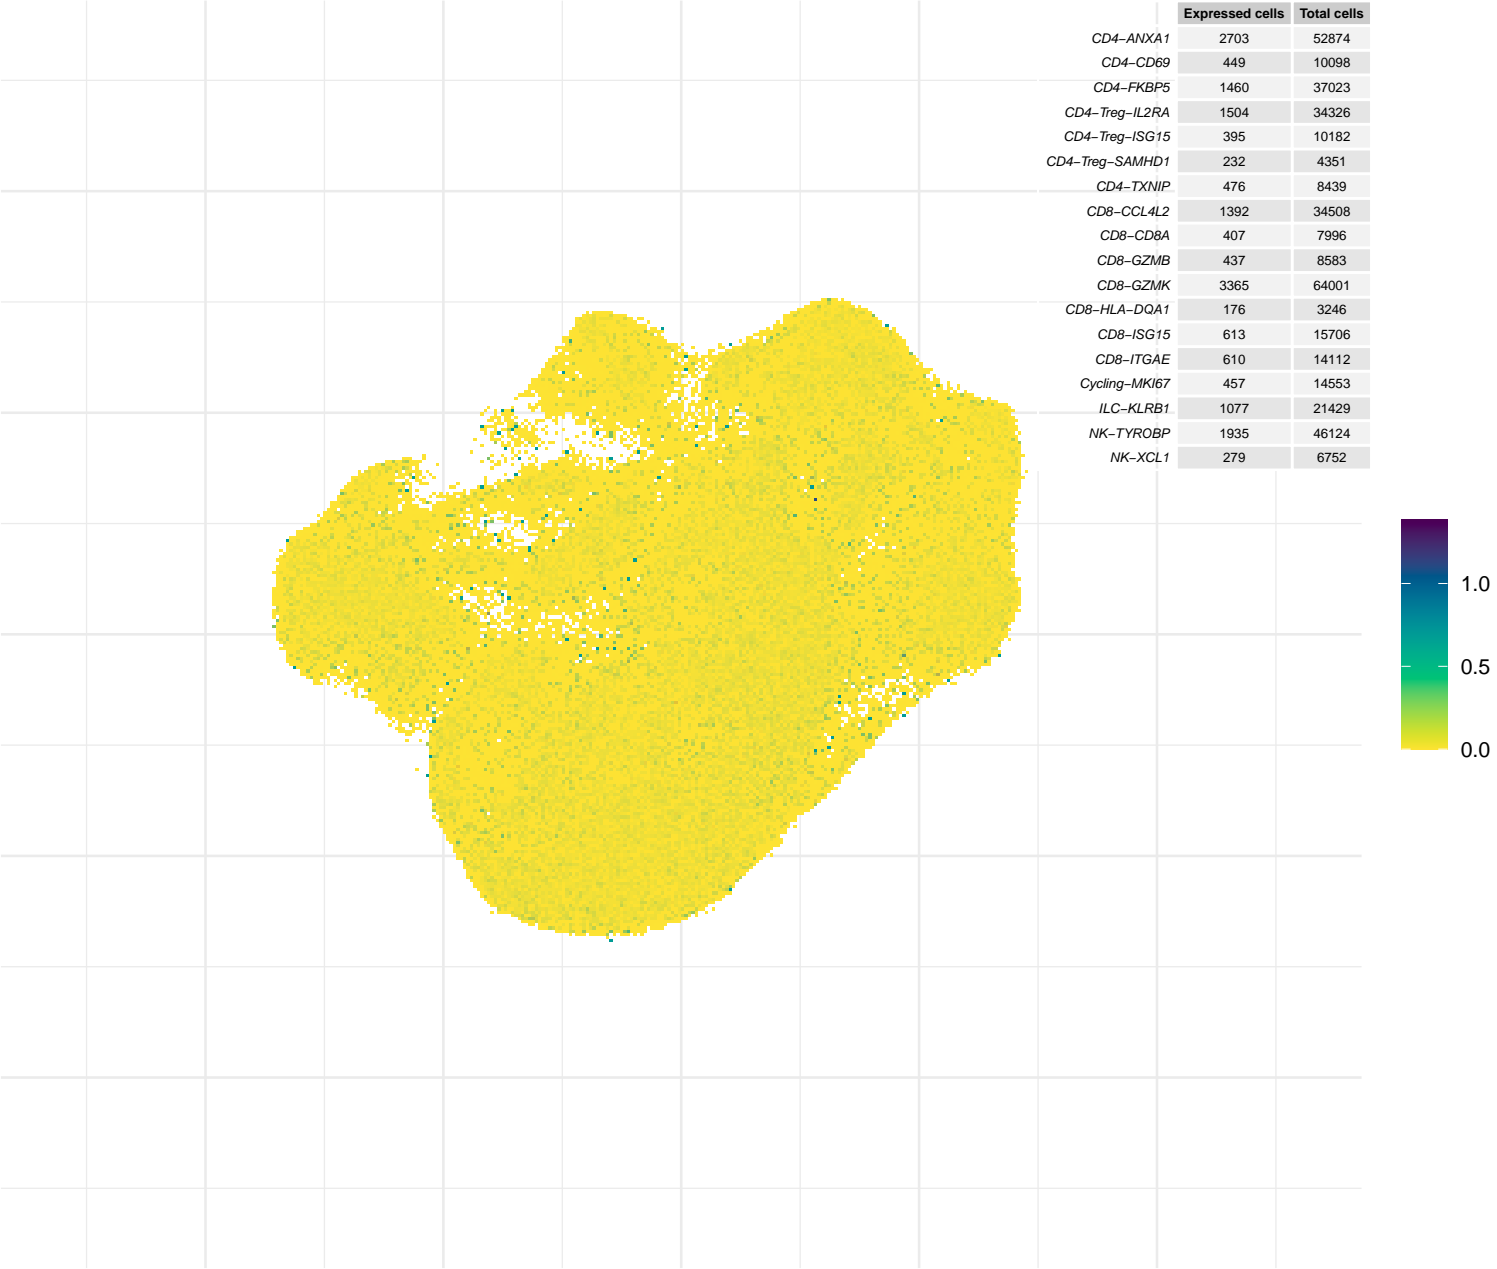 Expressed cells Total cells
CD4−ANXA1 2703 52874
CD4−CD69 449 10098
CD4−FKBP5 1460 37023
CD4−Treg−IL2RA 1504 34326
CD4−Treg−ISG15 395 10182
CD4−Treg−SAMHD1 232 4351
CD4−TXNIP 476 8439
CD8−CCL4L2 1392 34508
CD8−CD8A 407 7996
CD8−GZMB 437 8583
CD8−GZMK 3365 64001
CD8−HLA−DQA1 176 3246
CD8−ISG15 613 15706
CD8−ITGAE 610 14112
Cycling−MKI67 457 14553
ILC−KLRB1 1077 21429
NK−TYROBP 1935 46124
NK−XCL1 279 6752
1.0
0.5
0.0